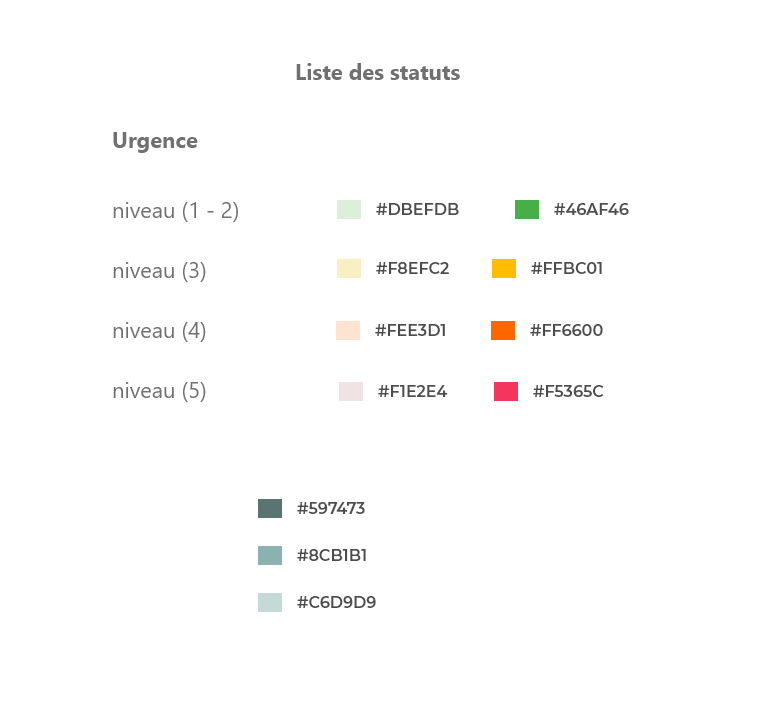 Liste des statuts
Urgence
niveau (1 - 2) #DBEFDB #46AF46
niveau (3) #F8EFC2 #FFBC01
niveau (4) #FEE3D1 #FF6600
niveau (5) #F1E2E4 #F5365C
#597473
#8CB1B1
#C6D9D9